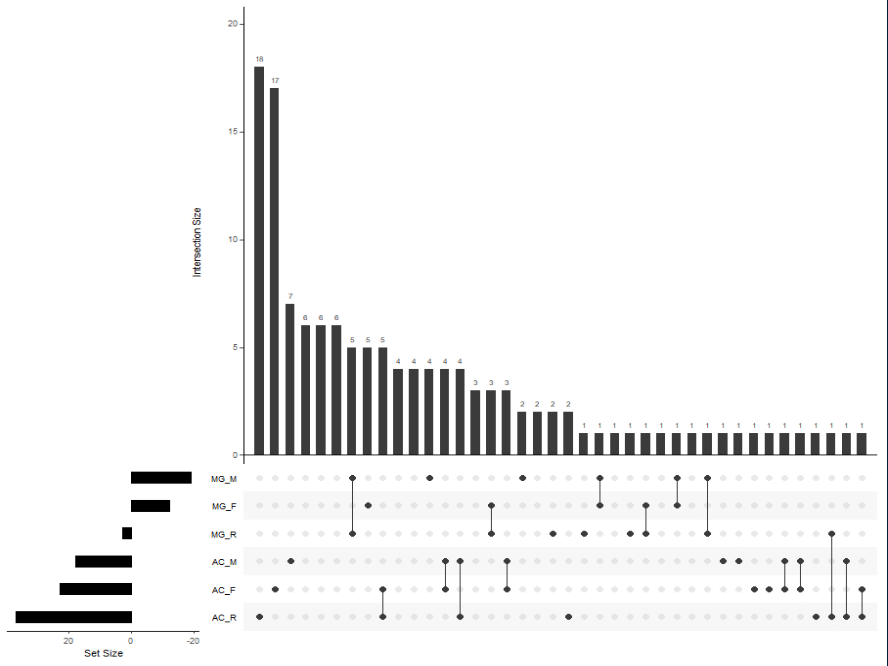 20
18
17
15
Intersection Size
10
7
6 6 6
5
5 5 5
4 4 4 4 4
3 3 3
2 2 2 2
1 1 1 1 1 1 1 1 1 1 1 1 1 1 1 1 1 1 1
0
MG_M
MG_F
MG_R
AC_M
AC_F
AC_R
20 0 -20
Set Size